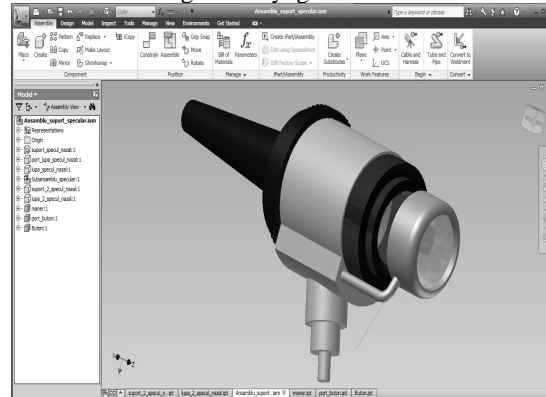 Ansamblu_suport_specular.iam
Type a keyword or phrase
Assemble Design Model Inspect Tools Manage View Environments Get Started
Place Create
Pattern Replace iCopy
Copy Make Layout
Mirror Shrinkwrap
Constrain Assemble
Grip Snap
Move
Rotate
Bill of Materials Parameters
Create iPart/iAssembly
Edit using Spreadsheet
Edit Factory Scope
Create Substitutes
Plane
Axis
Point
UCS
Cable and Harness
Tube and Pipe
Convert to Weldment
Component Position Manage iPart/iAssembly Productivity Work Features Begin Convert
Model
Assembly View
Ansamblu_suport_specular.iam
Representations
Origin
suport_specul_nazal:1
port_lupa_specul_nazal:1
lupa_specul_nazal:1
Subansamblu_specular:1
suport_2_specul_nazal:1
lupa_2_specul_nazal:1
maner:1
port_buton:1
Buton:1
suport_2_specul_n...ipt lupa_2_specul_nazal.ipt Ansamblu_suport .iam maner.ipt port_buton.ipt Buton.ipt